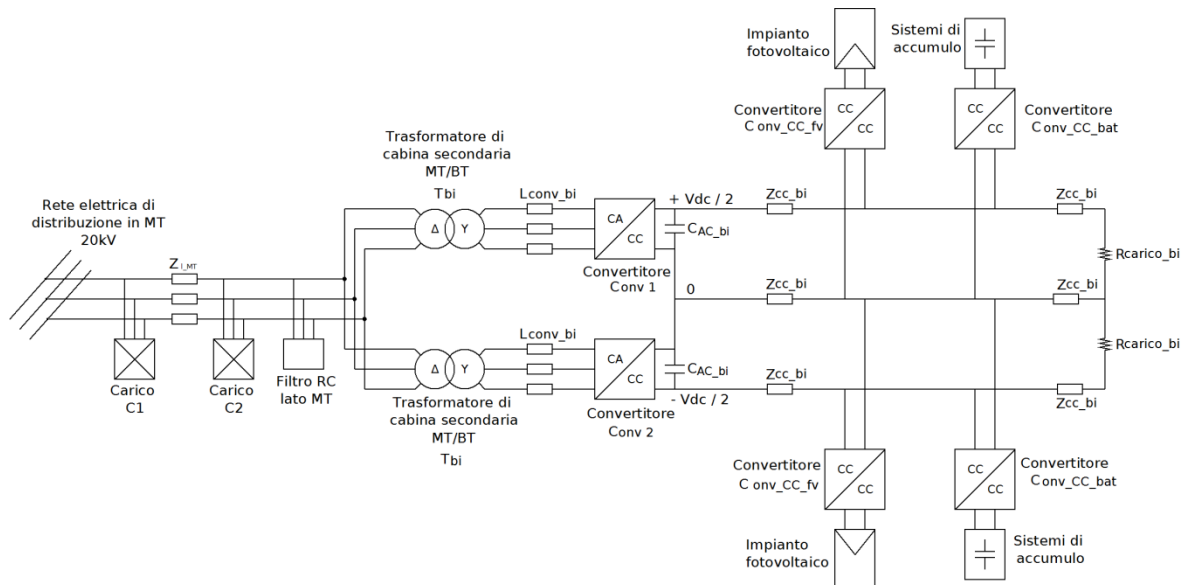 Impianto
fotovoltaico
Sistemi di
accumulo
Convertitore
C onv_CC_fv
CC
CC
CC
CC
Convertitore
C onv_CC_bat
Trasformatore di
cabina secondaria
MT/BT
Tbi
Rete elettrica di
distribuzione in MT
20kV
Z l_MT
Δ
Y
Lconv_bi
CA
CC
Convertitore
Conv 1
+ Vdc / 2
CAC_bi
Zcc_bi
Zcc_bi
Rcarico_bi
0
Zcc_bi
Zcc_bi
Carico
C1
Carico
C2
Filtro RC
lato MT
Δ
Y
Lconv_bi
CA
CC
Convertitore
Conv 2
CAC_bi
- Vdc / 2
Zcc_bi
Zcc_bi
Rcarico_bi
Trasformatore di
cabina secondaria
MT/BT
Tbi
Convertitore
C onv_CC_fv
CC
CC
CC
CC
Convertitore
C onv_CC_bat
Impianto
fotovoltaico
Sistemi di
accumulo